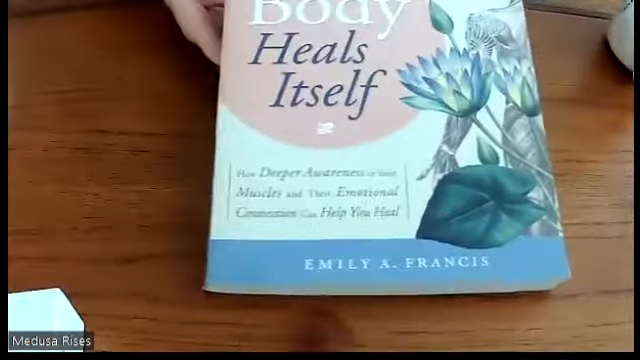 Body
Heals
Itself
How Deeper Awareness of Your
Muscles and Their Emotional
Connection Can Help You Heal
EMILY A. FRANCIS
Medusa Rises